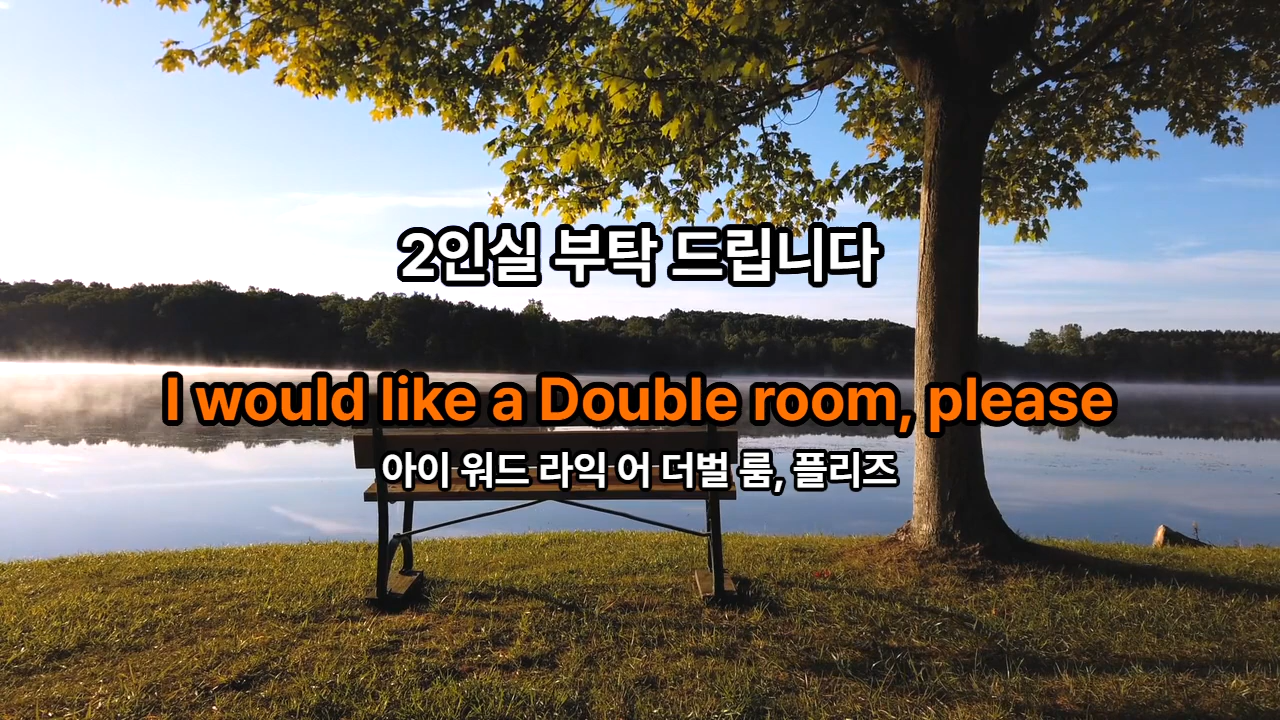 2인실 부탁 드립니다
I would like a Double room, please
아이 워드 라익 어 더벌 룸, 플리즈